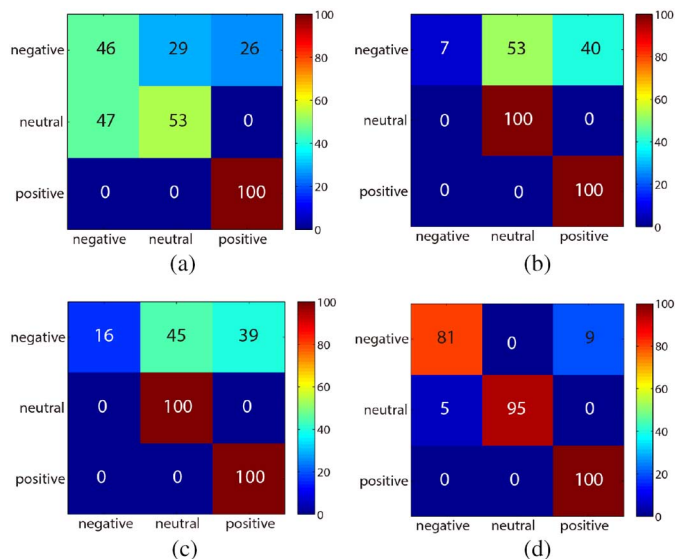 100
negative 46 29 26
80
60
neutral 47 53 0
40
20
positive 0 0 100
0
negative neutral positive
(a)
100
negative 7 53 40
80
60
neutral 0 100 0
40
20
positive 0 0 100
0
negative neutral positive
(b)
100
negative 16 45 39
80
60
neutral 0 100 0
40
20
positive 0 0 100
0
negative neutral positive
(c)
100
negative 81 0 9
80
60
neutral 5 95 0
40
20
positive 0 0 100
0
negative neutral positive
(d)